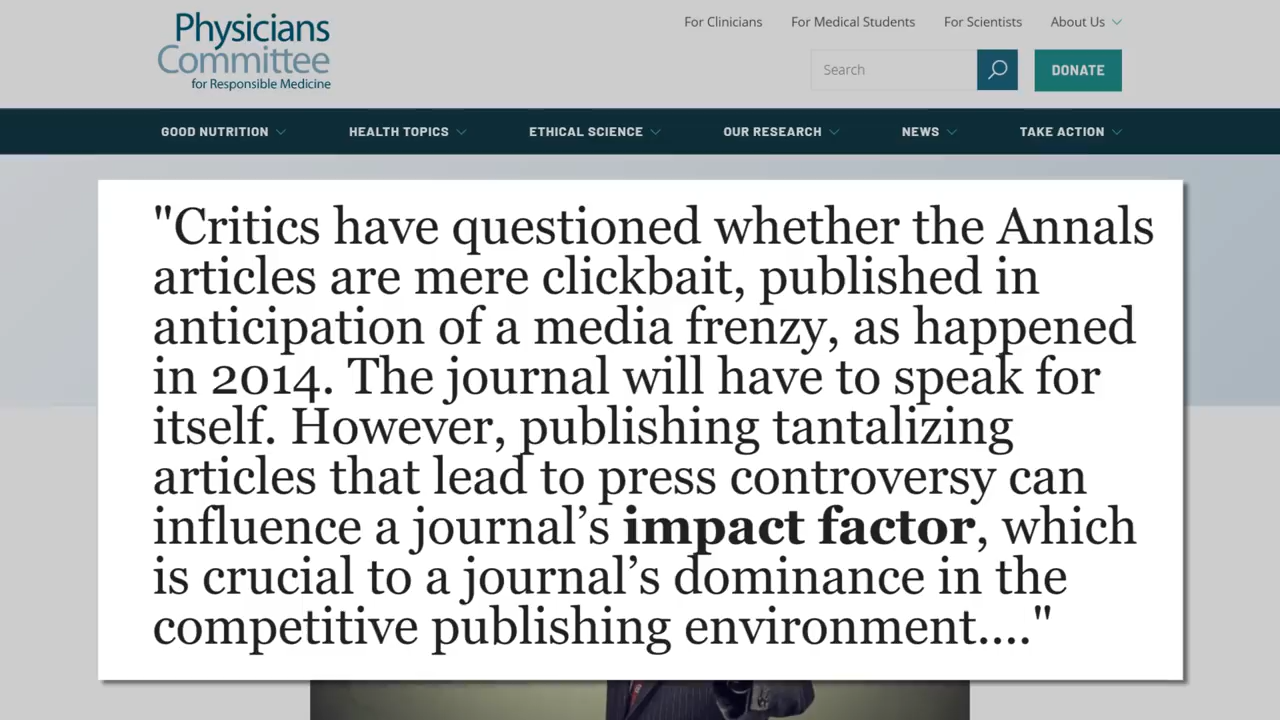 Physicians
Committee
for Responsible Medicine
For Clinicians For Medical Students For Scientists About Us
Search
DONATE
GOOD NUTRITION HEALTH TOPICS ETHICAL SCIENCE OUR RESEARCH NEWS TAKE ACTION
"Critics have questioned whether the Annals
articles are mere clickbait, published in
anticipation of a media frenzy, as happened
in 2014. The journal will have to speak for
itself. However, publishing tantalizing
articles that lead to press controversy can
influence a journal’s impact factor, which
is crucial to a journal’s dominance in the
competitive publishing environment...."